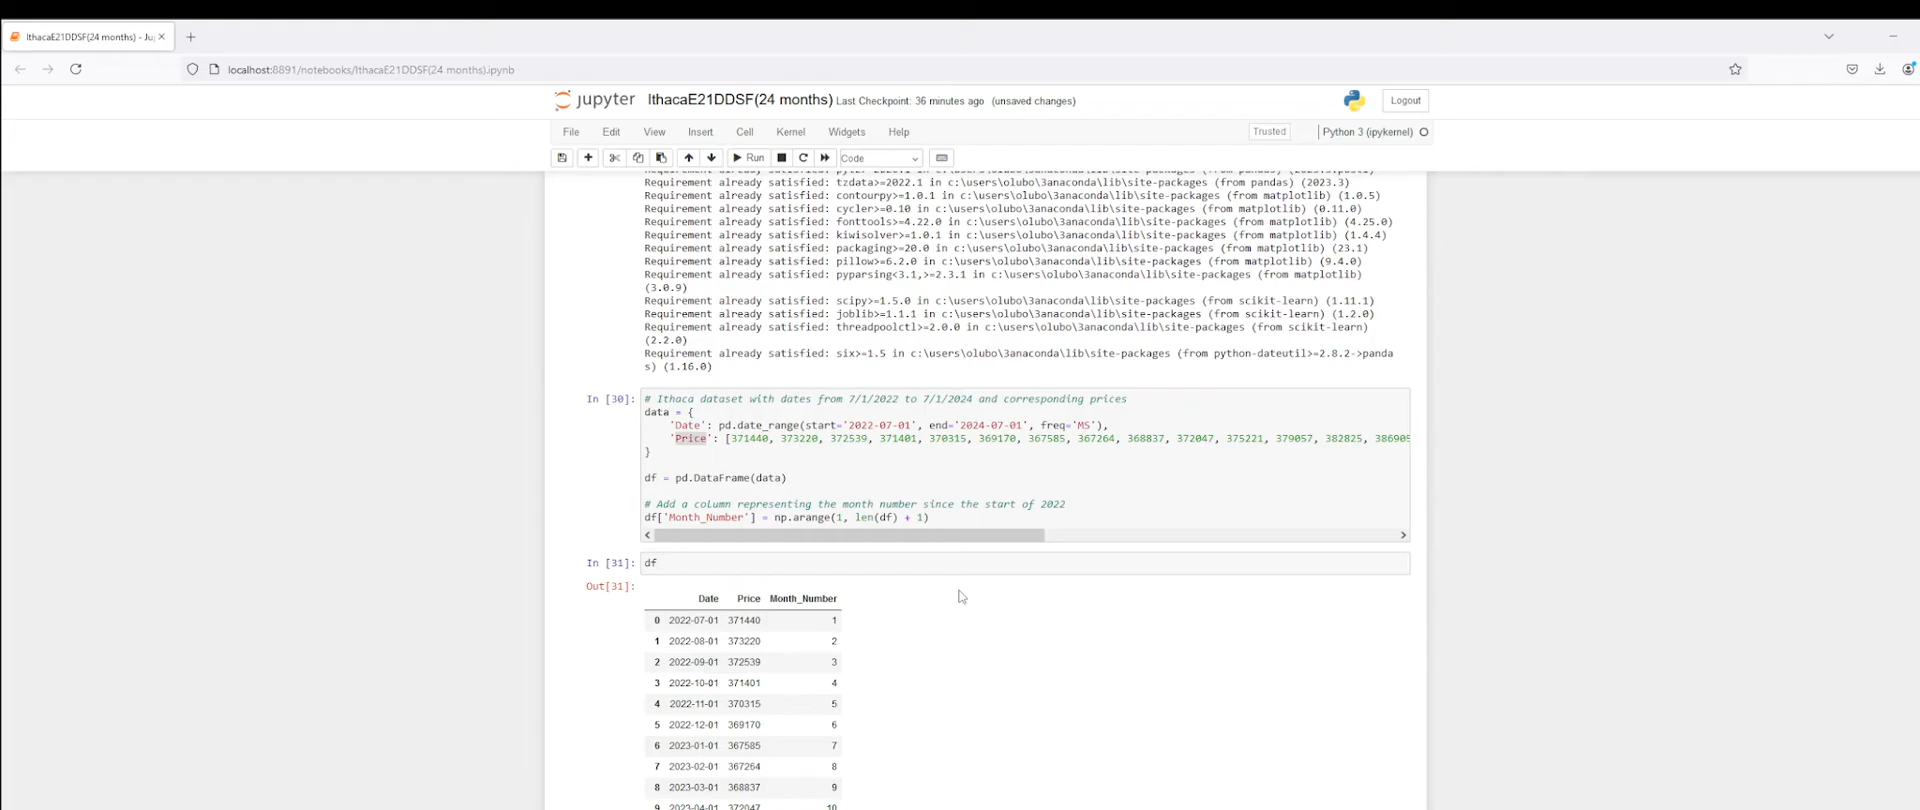 IthacaE21DDSF(24 months) - Ju
localhost:8891/notebooks/IthacaE21DDSF(24 months).ipynb
jupyter IthacaE21DDSF(24 months) Last Checkpoint: 36 minutes ago (unsaved changes)
Logout
File Edit View Insert Cell Kernel Widgets Help
Trusted
Python 3 (ipykernel)
Run
Code
Requirement already satisfied: tzdata>=2022.1 in c:\users\olubo\3anaconda\lib\site-packages (from pandas) (2023.3)
Requirement already satisfied: contourpy>=1.0.1 in c:\users\olubo\3anaconda\lib\site-packages (from matplotlib) (1.0.5)
Requirement already satisfied: cycler>=0.10 in c:\users\olubo\3anaconda\lib\site-packages (from matplotlib) (0.11.0)
Requirement already satisfied: fonttools>=4.22.0 in c:\users\olubo\3anaconda\lib\site-packages (from matplotlib) (4.25.0)
Requirement already satisfied: kiwisolver>=1.0.1 in c:\users\olubo\3anaconda\lib\site-packages (from matplotlib) (1.4.4)
Requirement already satisfied: packaging>=20.0 in c:\users\olubo\3anaconda\lib\site-packages (from matplotlib) (23.1)
Requirement already satisfied: pillow>=6.2.0 in c:\users\olubo\3anaconda\lib\site-packages (from matplotlib) (9.4.0)
Requirement already satisfied: pyparsing<3.1,>=2.3.1 in c:\users\olubo\3anaconda\lib\site-packages (from matplotlib)
(3.0.9)
Requirement already satisfied: scipy>=1.5.0 in c:\users\olubo\3anaconda\lib\site-packages (from scikit-learn) (1.11.1)
Requirement already satisfied: joblib>=1.1.1 in c:\users\olubo\3anaconda\lib\site-packages (from scikit-learn) (1.2.0)
Requirement already satisfied: threadpoolctl>=2.0.0 in c:\users\olubo\3anaconda\lib\site-packages (from scikit-learn)
(2.2.0)
Requirement already satisfied: six>=1.5 in c:\users\olubo\3anaconda\lib\site-packages (from python-dateutil>=2.8.2->panda
s) (1.16.0)
In [30]: # Ithaca dataset with dates from 7/1/2022 to 7/1/2024 and corresponding prices
data = {
'Date': pd.date_range(start='2022-07-01', end='2024-07-01', freq='MS'),
'Price': [371440, 373220, 372539, 371401, 370315, 369170, 367585, 367264, 368837, 372047, 375221, 379057, 382825, 386905
}
df = pd.DataFrame(data)
# Add a column representing the month number since the start of 2022
df['Month_Number'] = np.arange(1, len(df) + 1)
In [31]: df
Out[31]:
Date Price Month_Number
0 2022-07-01 371440 1
1 2022-08-01 373220 2
2 2022-09-01 372539 3
3 2022-10-01 371401 4
4 2022-11-01 370315 5
5 2022-12-01 369170 6
6 2023-01-01 367585 7
7 2023-02-01 367264 8
8 2023-03-01 368837 9
9 2023-04-01 372047 10